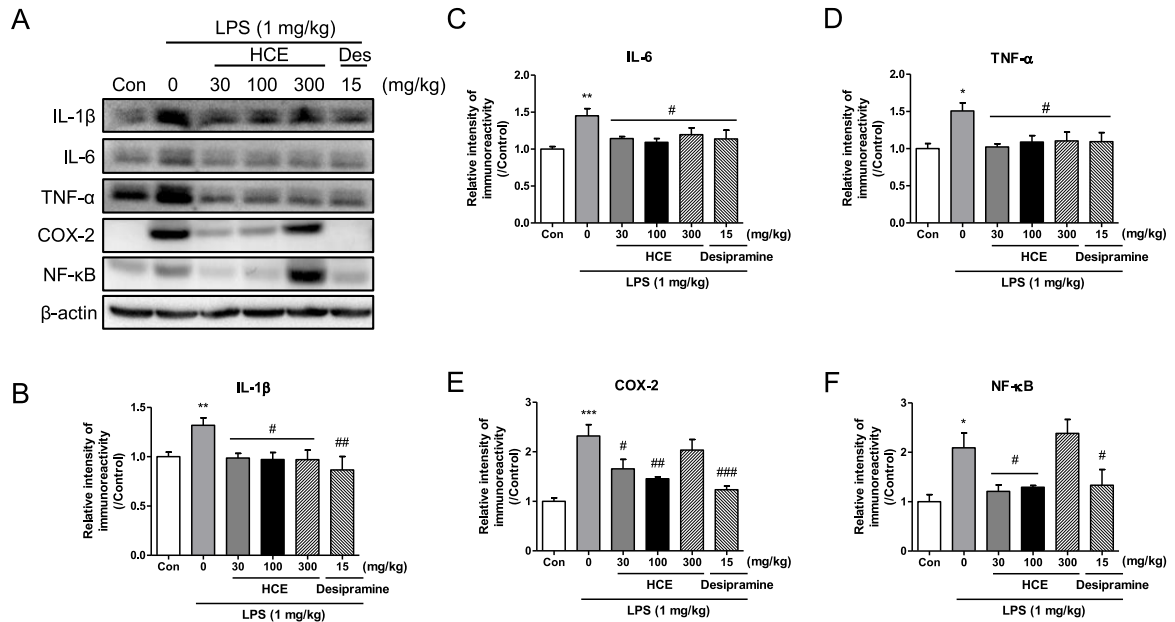 A
LPS (1 mg/kg)
HCE Des
Con 0 30 100 300 15 (mg/kg)
IL-1β
IL-6
TNF-α
COX-2
NF-κB
β-actin
B
IL-1β
Relative intensity of
immunoreactivity
(/Control)
1.5
1.0
0.5
0.0
**
#
##
Con 0 30 100 300 15 (mg/kg)
HCE Desipramine
LPS (1 mg/kg)
C
IL-6
Relative intensity of
immunoreactivity
(/Control)
2.0
1.5
1.0
0.5
0.0
**
#
Con 0 30 100 300 15 (mg/kg)
HCE Desipramine
LPS (1 mg/kg)
D
TNF-α
Relative intensity of
immunoreactivity
(/Control)
2.0
1.5
1.0
0.5
0.0
*
#
Con 0 30 100 300 15 (mg/kg)
HCE Desipramine
LPS (1 mg/kg)
E
COX-2
Relative intensity of
immunoreactivity
(/Control)
3
2
1
0
***
#
##
###
Con 0 30 100 300 15 (mg/kg)
HCE Desipramine
LPS (1 mg/kg)
F
NF-κB
Relative intensity of
immunoreactivity
(/Control)
3
2
1
0
*
#
#
Con 0 30 100 300 15 (mg/kg)
HCE Desipramine
LPS (1 mg/kg)